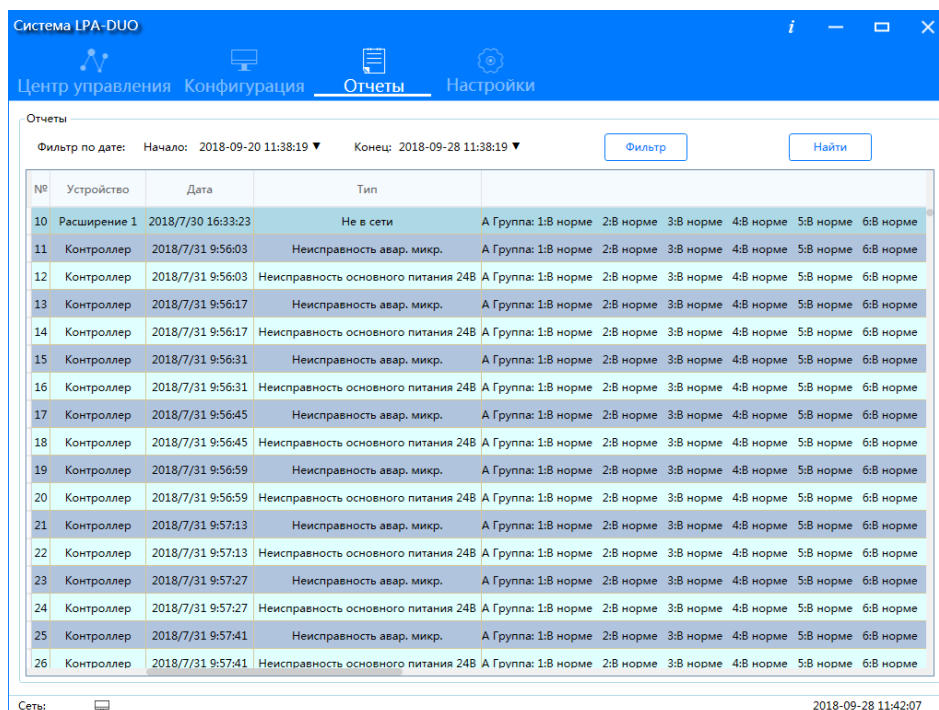 Система LPA-DUO i
Центр управления Конфигурация Отчеты Настройки
Отчеты
Фильтр по дате: Начало: 2018-09-20 11:38:19 ▼ Конец: 2018-09-28 11:38:19 ▼ Фильтр Найти
№ Устройство Дата Тип
10 Расширение 1 2018/7/30 16:33:23 Не в сети А Группа: 1:В норме 2:В норме 3:В норме 4:В норме 5:В норме 6:В норме
11 Контроллер 2018/7/31 9:56:03 Неисправность авар. микр. А Группа: 1:В норме 2:В норме 3:В норме 4:В норме 5:В норме 6:В норме
12 Контроллер 2018/7/31 9:56:03 Неисправность основного питания 24В А Группа: 1:В норме 2:В норме 3:В норме 4:В норме 5:В норме 6:В норме
13 Контроллер 2018/7/31 9:56:17 Неисправность авар. микр. А Группа: 1:В норме 2:В норме 3:В норме 4:В норме 5:В норме 6:В норме
14 Контроллер 2018/7/31 9:56:17 Неисправность основного питания 24В А Группа: 1:В норме 2:В норме 3:В норме 4:В норме 5:В норме 6:В норме
15 Контроллер 2018/7/31 9:56:31 Неисправность авар. микр. А Группа: 1:В норме 2:В норме 3:В норме 4:В норме 5:В норме 6:В норме
16 Контроллер 2018/7/31 9:56:31 Неисправность основного питания 24В А Группа: 1:В норме 2:В норме 3:В норме 4:В норме 5:В норме 6:В норме
17 Контроллер 2018/7/31 9:56:45 Неисправность авар. микр. А Группа: 1:В норме 2:В норме 3:В норме 4:В норме 5:В норме 6:В норме
18 Контроллер 2018/7/31 9:56:45 Неисправность основного питания 24В А Группа: 1:В норме 2:В норме 3:В норме 4:В норме 5:В норме 6:В норме
19 Контроллер 2018/7/31 9:56:59 Неисправность авар. микр. А Группа: 1:В норме 2:В норме 3:В норме 4:В норме 5:В норме 6:В норме
20 Контроллер 2018/7/31 9:56:59 Неисправность основного питания 24В А Группа: 1:В норме 2:В норме 3:В норме 4:В норме 5:В норме 6:В норме
21 Контроллер 2018/7/31 9:57:13 Неисправность авар. микр. А Группа: 1:В норме 2:В норме 3:В норме 4:В норме 5:В норме 6:В норме
22 Контроллер 2018/7/31 9:57:13 Неисправность основного питания 24В А Группа: 1:В норме 2:В норме 3:В норме 4:В норме 5:В норме 6:В норме
23 Контроллер 2018/7/31 9:57:27 Неисправность авар. микр. А Группа: 1:В норме 2:В норме 3:В норме 4:В норме 5:В норме 6:В норме
24 Контроллер 2018/7/31 9:57:27 Неисправность основного питания 24В А Группа: 1:В норме 2:В норме 3:В норме 4:В норме 5:В норме 6:В норме
25 Контроллер 2018/7/31 9:57:41 Неисправность авар. микр. А Группа: 1:В норме 2:В норме 3:В норме 4:В норме 5:В норме 6:В норме
26 Контроллер 2018/7/31 9:57:41 Неисправность основного питания 24В А Группа: 1:В норме 2:В норме 3:В норме 4:В норме 5:В норме 6:В норме
Сеть: 2018-09-28 11:42:07